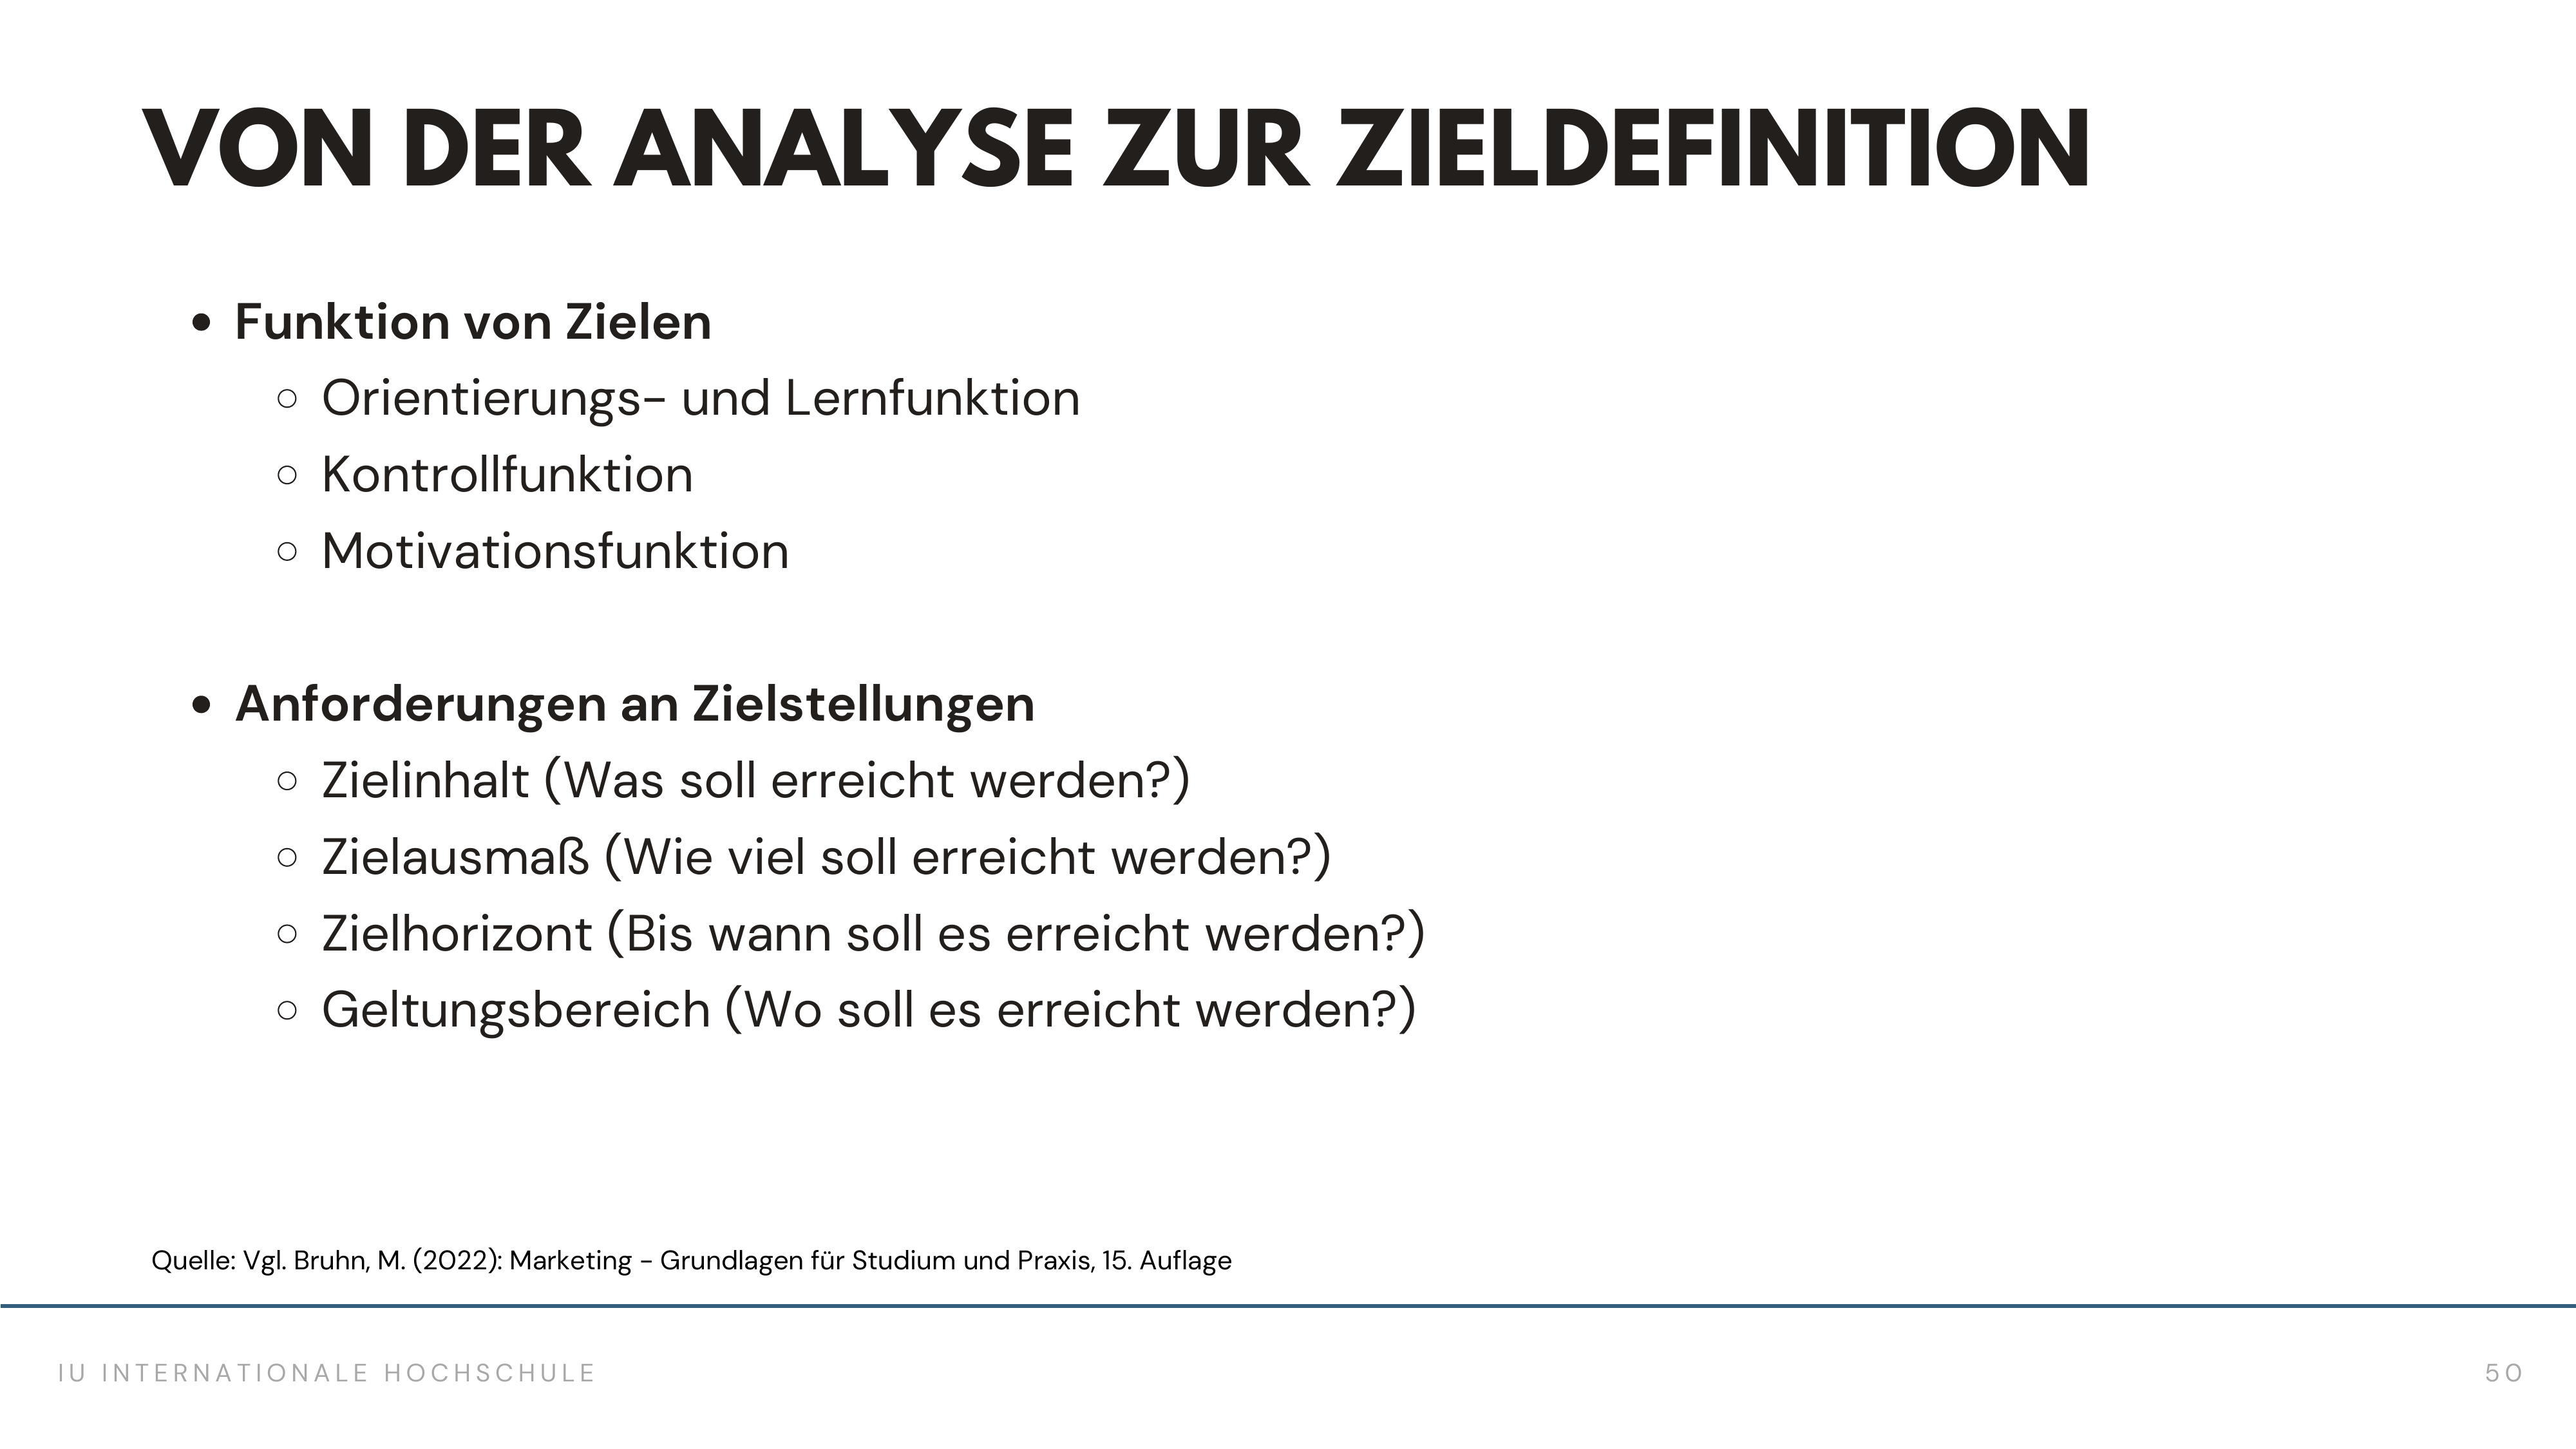 VON DER ANALYSE ZUR ZIELDEFINITION
• Funktion von Zielen
○ Orientierungs- und Lernfunktion
○ Kontrollfunktion
○ Motivationsfunktion
• Anforderungen an Zielstellungen
○ Zielinhalt (Was soll erreicht werden?)
○ Zielausmaß (Wie viel soll erreicht werden?)
○ Zielhorizont (Bis wann soll es erreicht werden?)
○ Geltungsbereich (Wo soll es erreicht werden?)
Quelle: Vgl. Bruhn, M. (2022): Marketing - Grundlagen für Studium und Praxis, 15. Auflage
IU INTERNATIONALE HOCHSCHULE
50